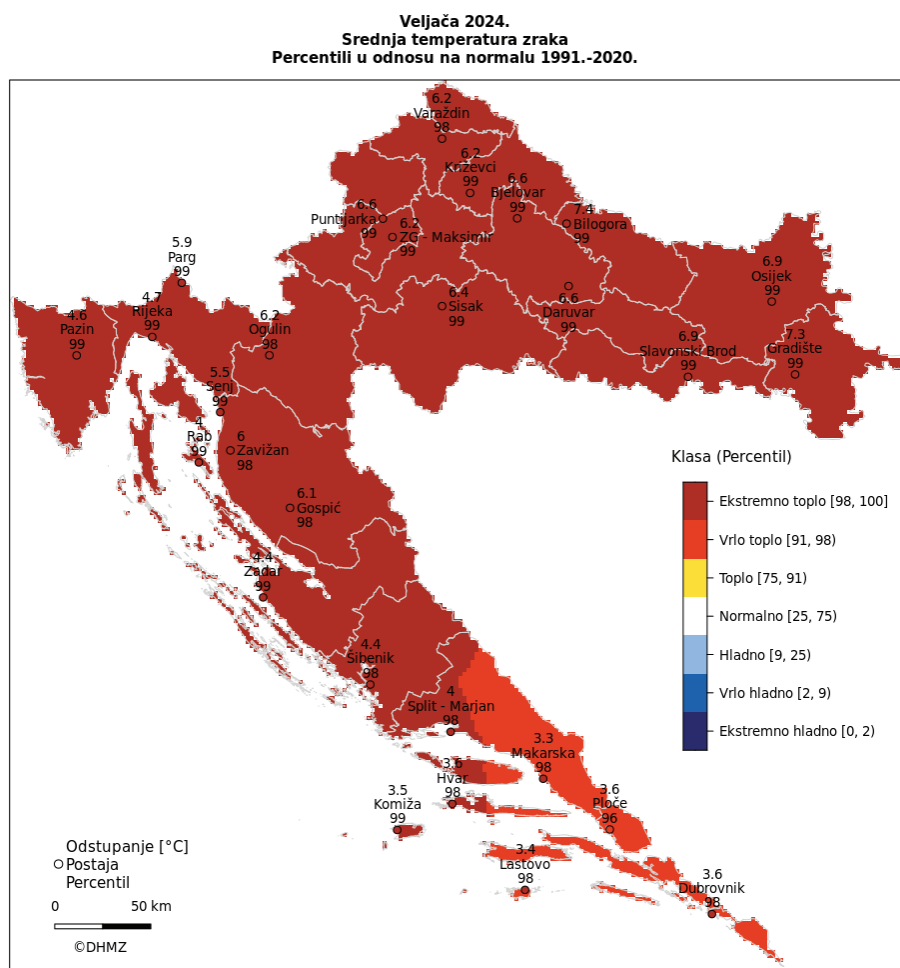 Veljača 2024.
Srednja temperatura zraka
Percentili u odnosu na normalu 1991.-2020.
6.2
Varaždin
98
6.2
Križevci
99
6.6
Bjelovar
99
7.4
Bilogora
99
6.6
Puntijarka
99
6.2
ZG - Maksimir
99
5.9
Parg
99
6.9
Osijek
99
4.7
Rijeka
99
4.6
Pazin
99
6.2
Ogulin
98
6.4
Sisak
99
6.6
Daruvar
99
6.9
Slavonski Brod
99
7.3
Gradište
99
5.5
Senj
99
4
Rab
99
6
Zavižan
98
6.1
Gospić
98
4.4
Zadar
99
4.4
Šibenik
98
4
Split - Marjan
98
3.3
Makarska
98
3.6
Hvar
98
3.5
Komiža
99
3.6
Ploče
96
3.4
Lastovo
98
3.6
Dubrovnik
98
Klasa (Percentil)
Ekstremno toplo [98, 100]
Vrlo toplo [91, 98)
Toplo [75, 91)
Normalno [25, 75)
Hladno [9, 25)
Vrlo hladno [2, 9)
Ekstremno hladno [0, 2)
Odstupanje [°C]
Postaja
Percentil
0 50 km
©DHMZ